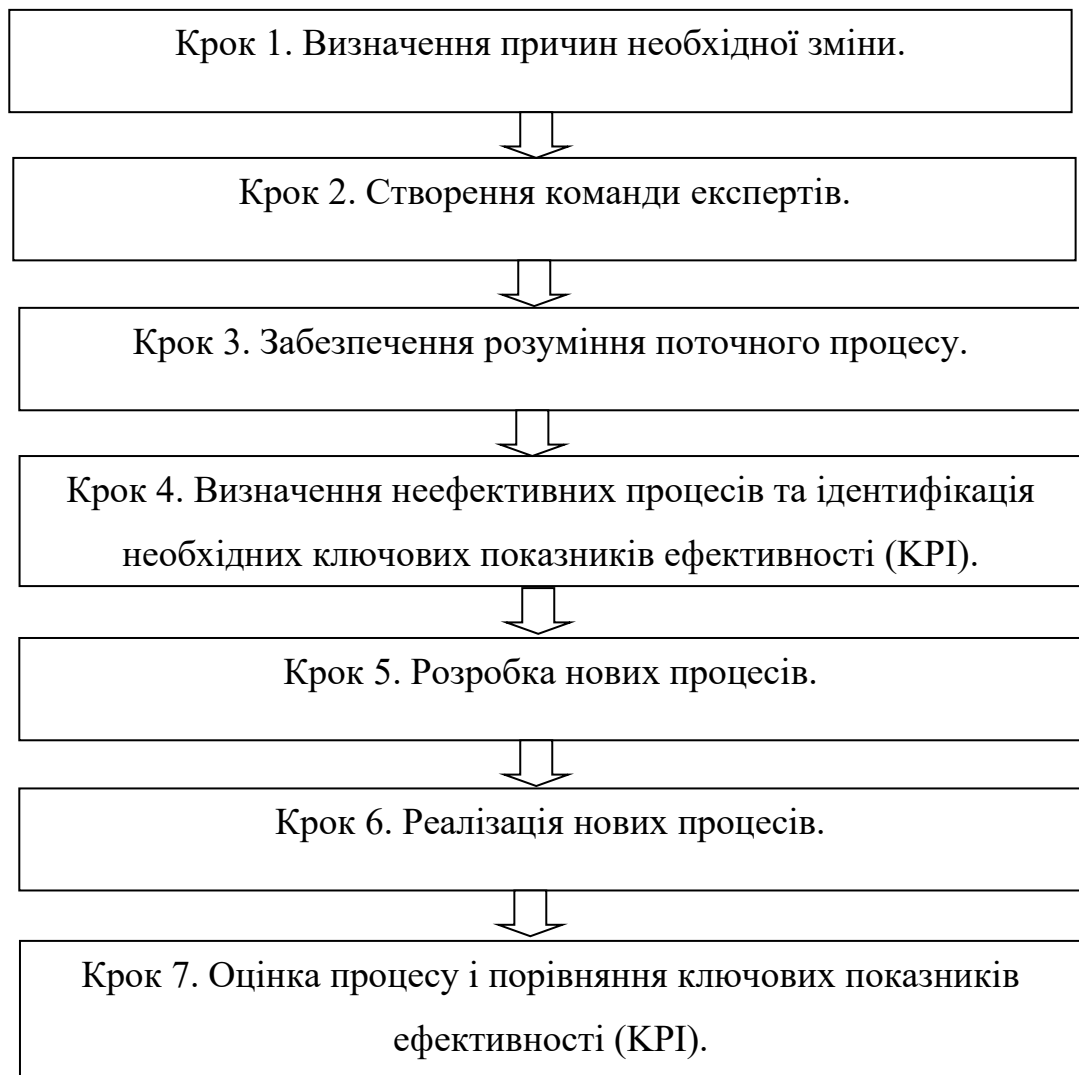 Крок 1. Визначення причин необхідної зміни.
Крок 2. Створення команди експертів.
Крок 3. Забезпечення розуміння поточного процесу.
Крок 4. Визначення неефективних процесів та ідентифікація
необхідних ключових показників ефективності (KPI).
Крок 5. Розробка нових процесів.
Крок 6. Реалізація нових процесів.
Крок 7. Оцінка процесу і порівняння ключових показників
ефективності (KPI).